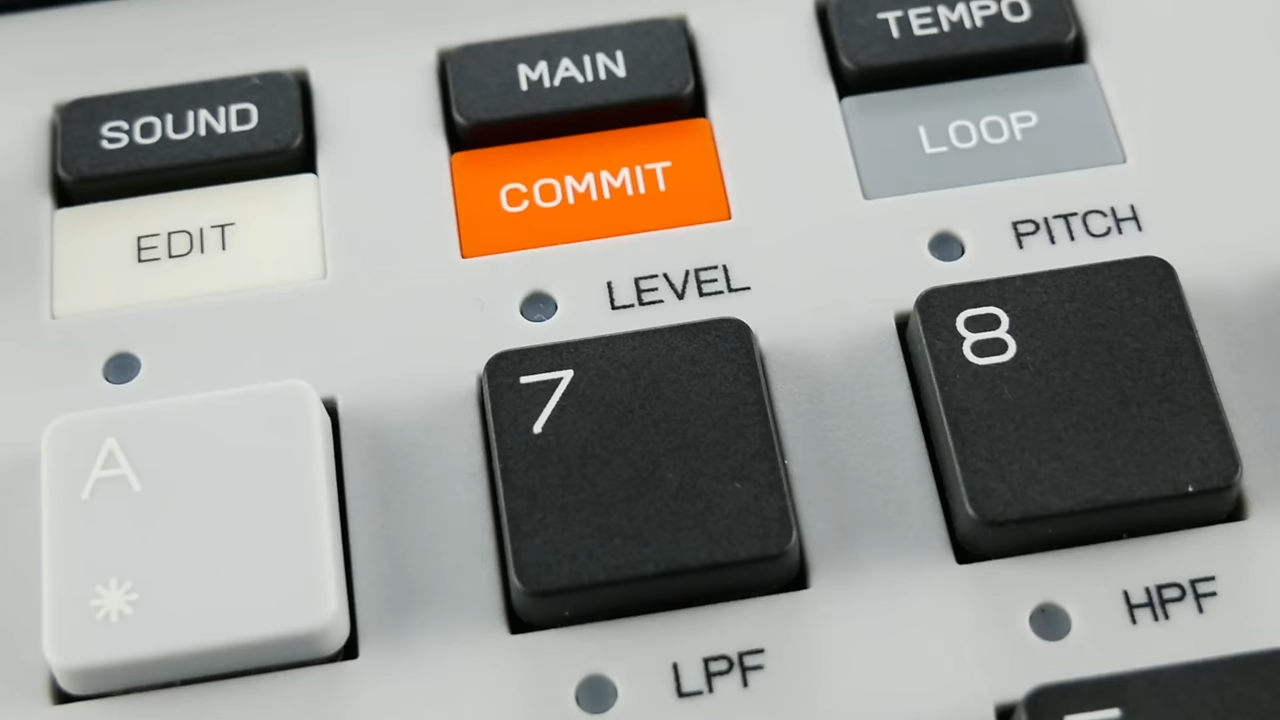 SOUND
MAIN
TEMPO
EDIT
COMMIT
LOOP
LEVEL
PITCH
A
7
8
LPF
HPF